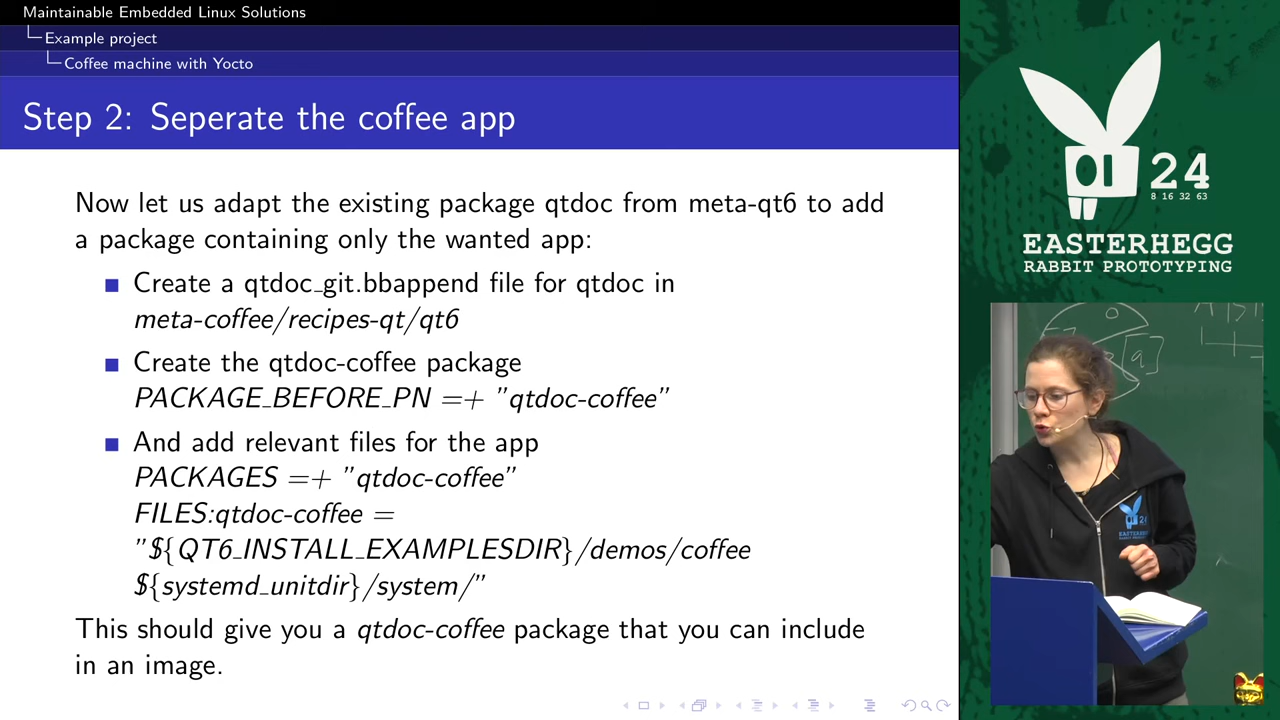 Maintainable Embedded Linux Solutions
Example project
Coffee machine with Yocto
Step 2: Seperate the coffee app
Now let us adapt the existing package qtdoc from meta-qt6 to add
a package containing only the wanted app:
Create a qtdoc_git.bbappend file for qtdoc in
meta-coffee/recipes-qt/qt6
Create the qtdoc-coffee package
PACKAGE_BEFORE_PN =+ ”qtdoc-coffee”
And add relevant files for the app
PACKAGES =+ ”qtdoc-coffee”
FILES:qtdoc-coffee =
”${QT6_INSTALL_EXAMPLESDIR}/demos/coffee
${systemd_unitdir}/system/”
This should give you a qtdoc-coffee package that you can include
in an image.
24
8 16 32 63
EASTERHEGG
RABBIT PROTOTYPING
24
EASTERHEGG